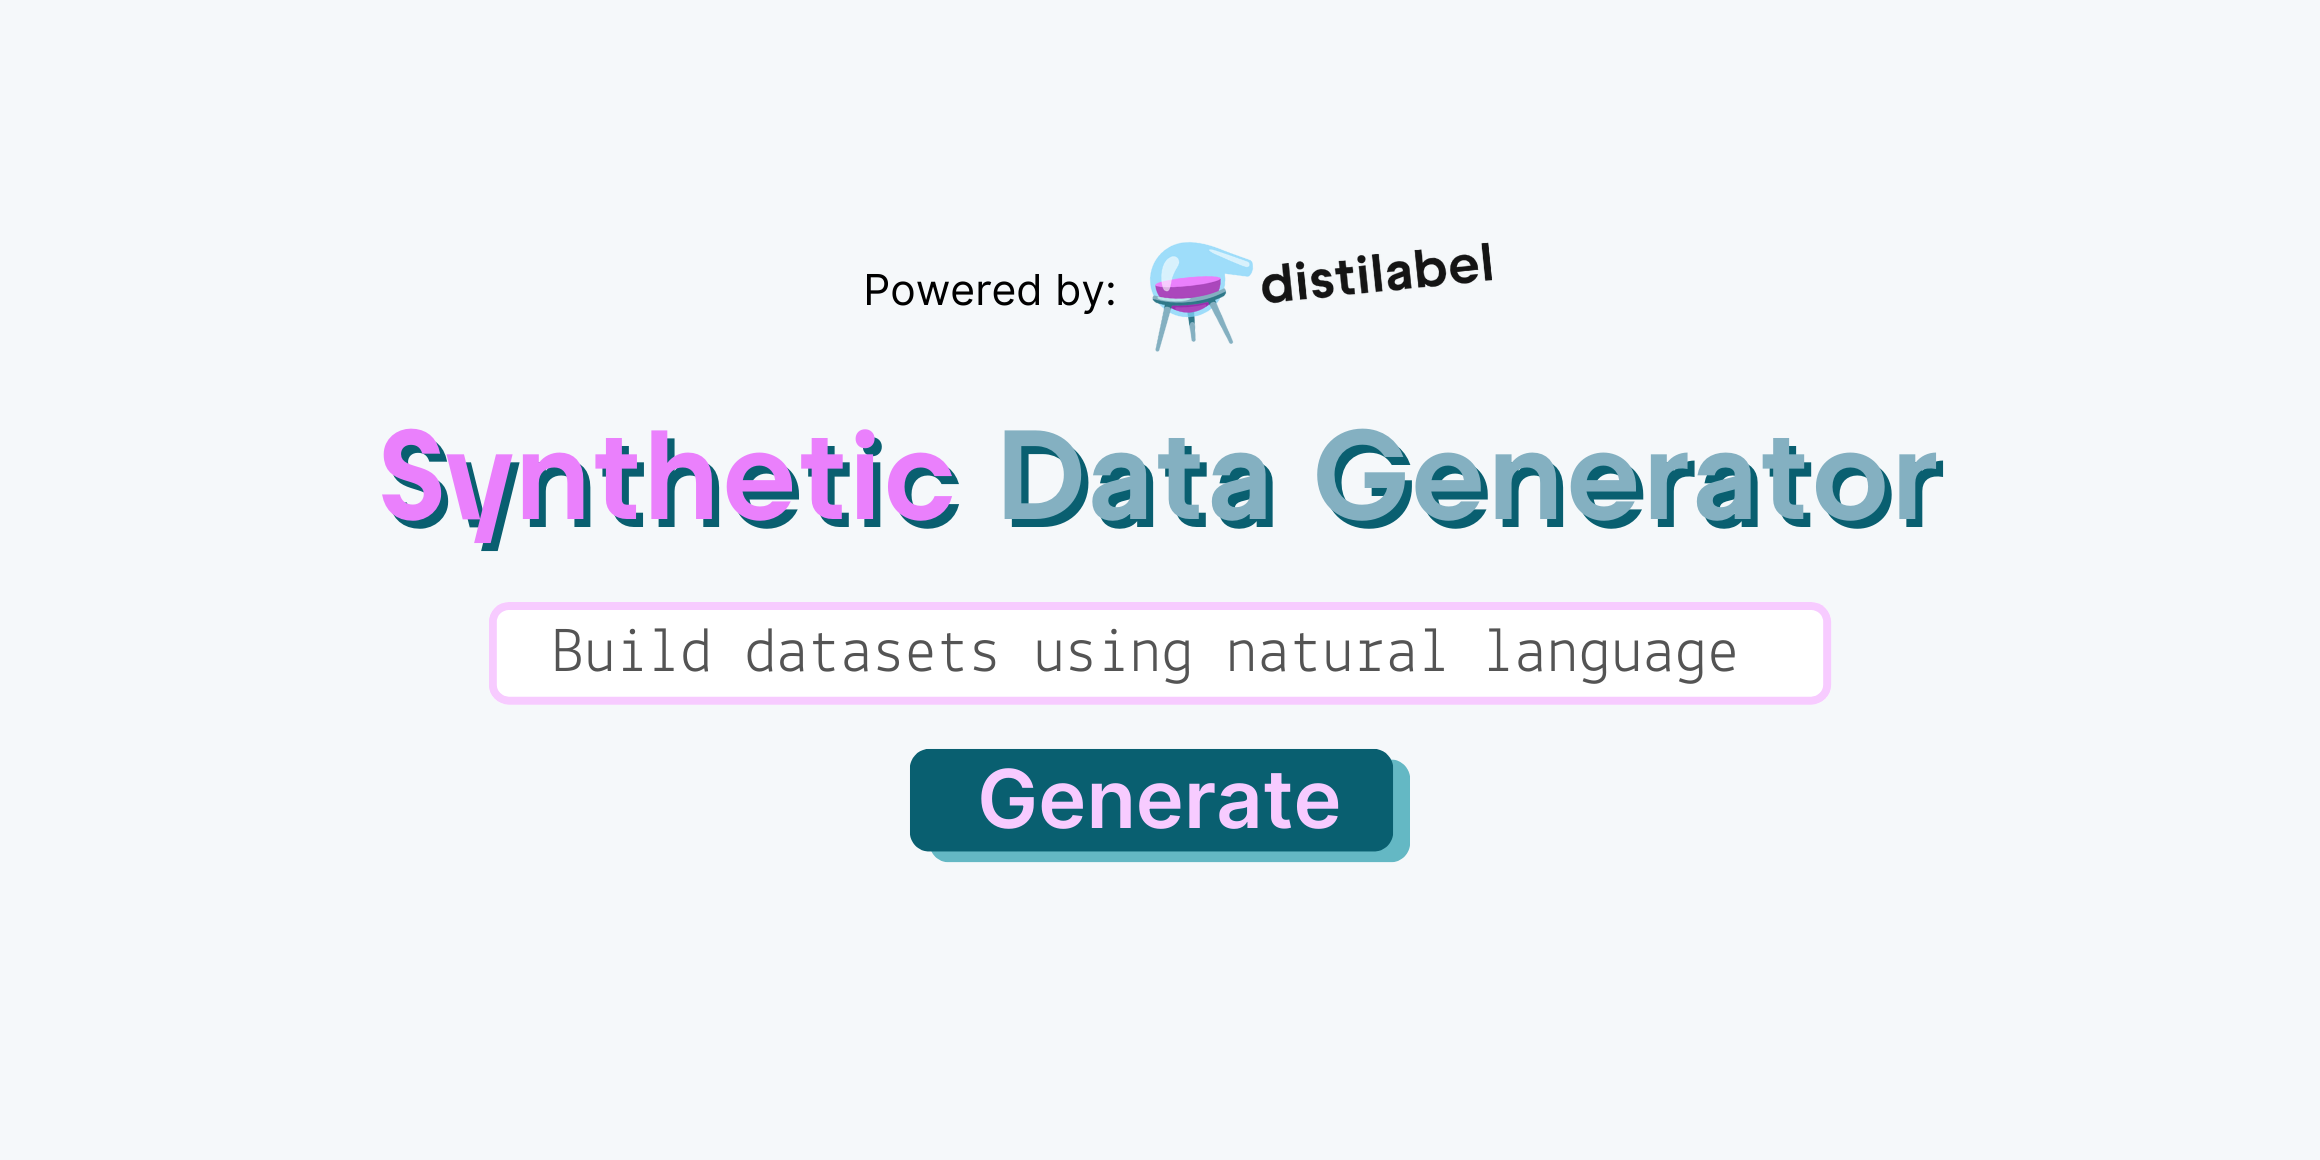 Powered by: distilabel
Synthetic Data Generator
Build datasets using natural language
Generate